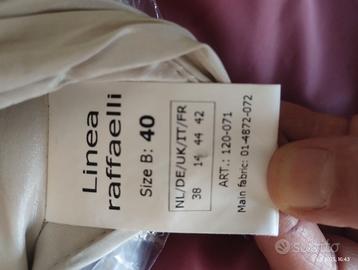 Linea
raffaelli
Size B: 40
NL/DE/UK/IT/FR
38 14 44 42
ART.: 120-071
Main fabric: 01-4872-072
subito